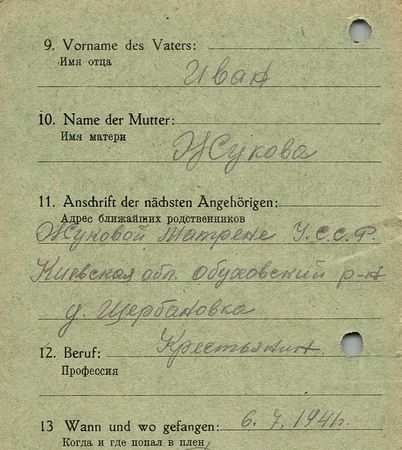 9. Vorname des Vaters:
Имя отца
Иван
10. Name der Mutter:
Имя матери
Жукова
11. Anschrift der nächsten Angehörigen:
Адрес ближайших родственников
Жуковой Татрене У.С.С.Р.
Киевская обл. Обуховский р-н
д. Щербановка
12. Beruf:
Крестьянин
Профессия
13 Wann und wo gefangen: 6. 7. 1941г.
Когда и где попал в плен